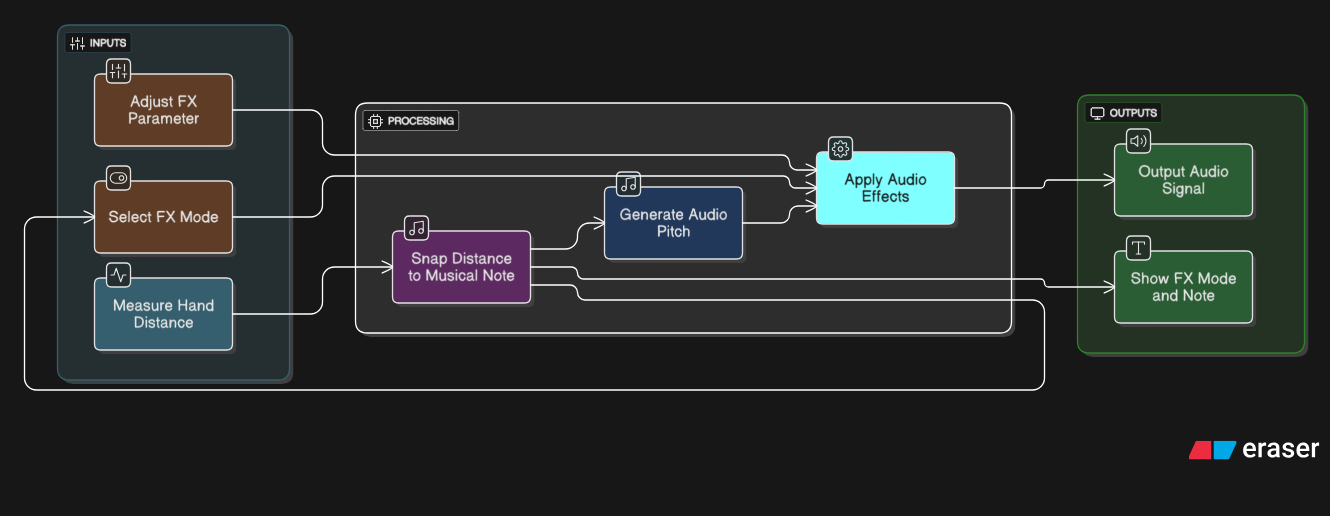 INPUTS
Adjust FX
Parameter
Select FX Mode
Measure Hand
Distance
PROCESSING
Snap Distance
to Musical Note
Generate Audio
Pitch
Apply Audio
Effects
OUTPUTS
Output Audio
Signal
Show FX Mode
and Note
eraser